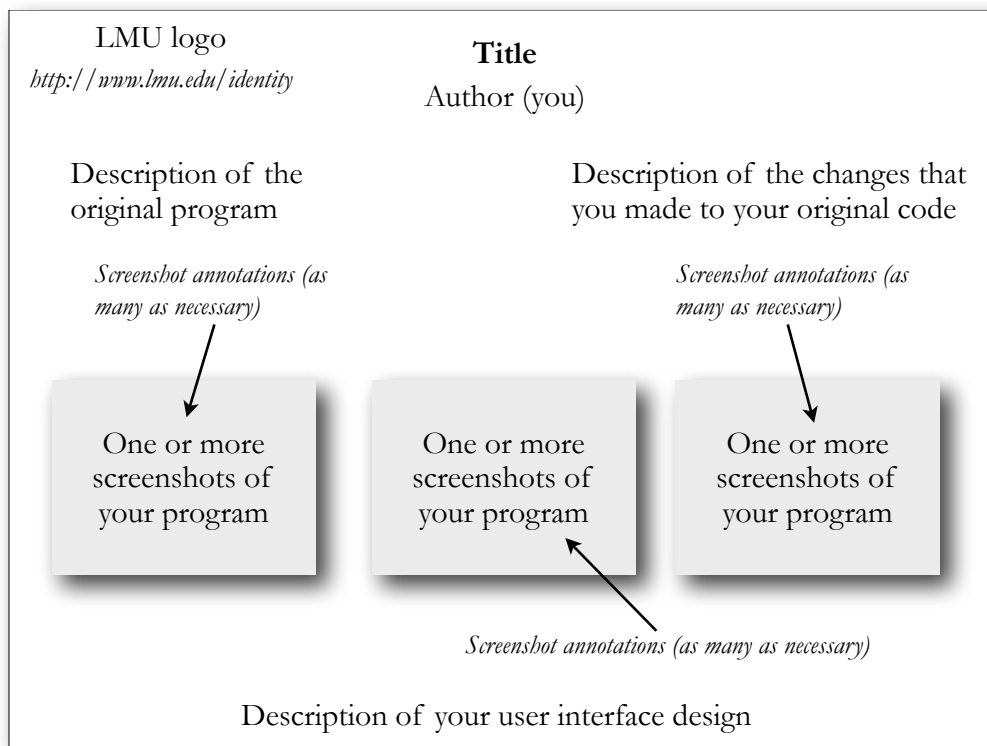 LMU logo
http://www.lmu.edu/identity
Title
Author (you)
Description of the
original program
Description of the changes that
you made to your original code
Screenshot annotations (as
many as necessary)
Screenshot annotations (as
many as necessary)
One or more
screenshots of
your program
One or more
screenshots of
your program
One or more
screenshots of
your program
Screenshot annotations (as many as necessary)
Description of your user interface design